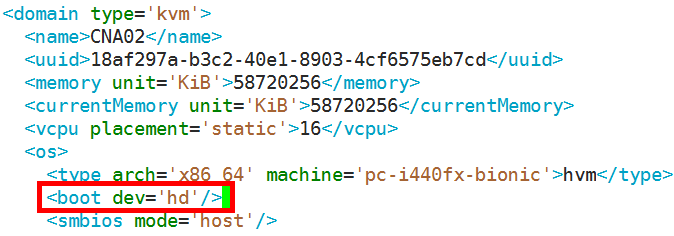 <domain type='kvm'>
<name>CNA02</name>
<uuid>18af297a-b3c2-40e1-8903-4cf6575eb7cd</uuid>
<memory unit='KiB'>58720256</memory>
<currentMemory unit='KiB'>58720256</currentMemory>
<vcpu placement='static'>16</vcpu>
<os>
<type arch='x86_64' machine='pc-i440fx-bionic'>hvm</type>
<boot dev='hd'/>
<smbios mode='host'/>